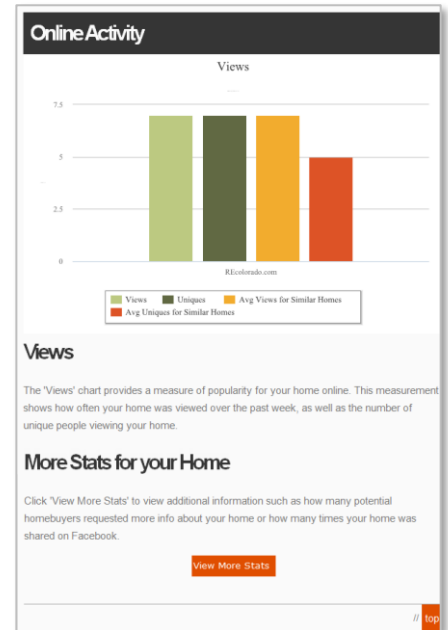 Online Activity
Views
7.5
5
2.5
0
REcolorado.com
Views Uniques Avg Views for Similar Homes
Avg Uniques for Similar Homes
Views
The 'Views' chart provides a measure of popularity for your home online. This measurement
shows how often your home was viewed over the past week, as well as the number of
unique people viewing your home.
More Stats for your Home
Click 'View More Stats' to view additional information such as how many potential
homebuyers requested more info about your home or how many times your home was
shared on Facebook.
View More Stats
// top